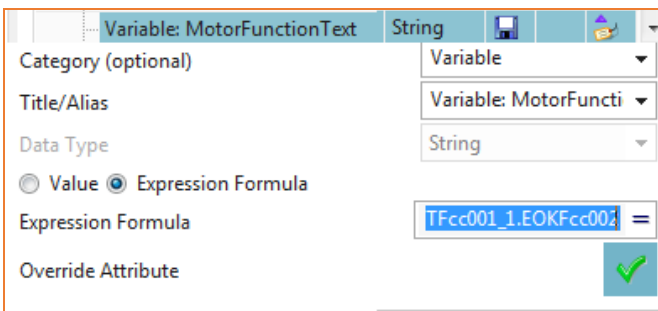 Variable: MotorFunctionText String
Category (optional) Variable
Title/Alias Variable: MotorFuncti
Data Type String
Value Expression Formula
Expression Formula TFcc001_1.EOKFcc002 =
Override Attribute